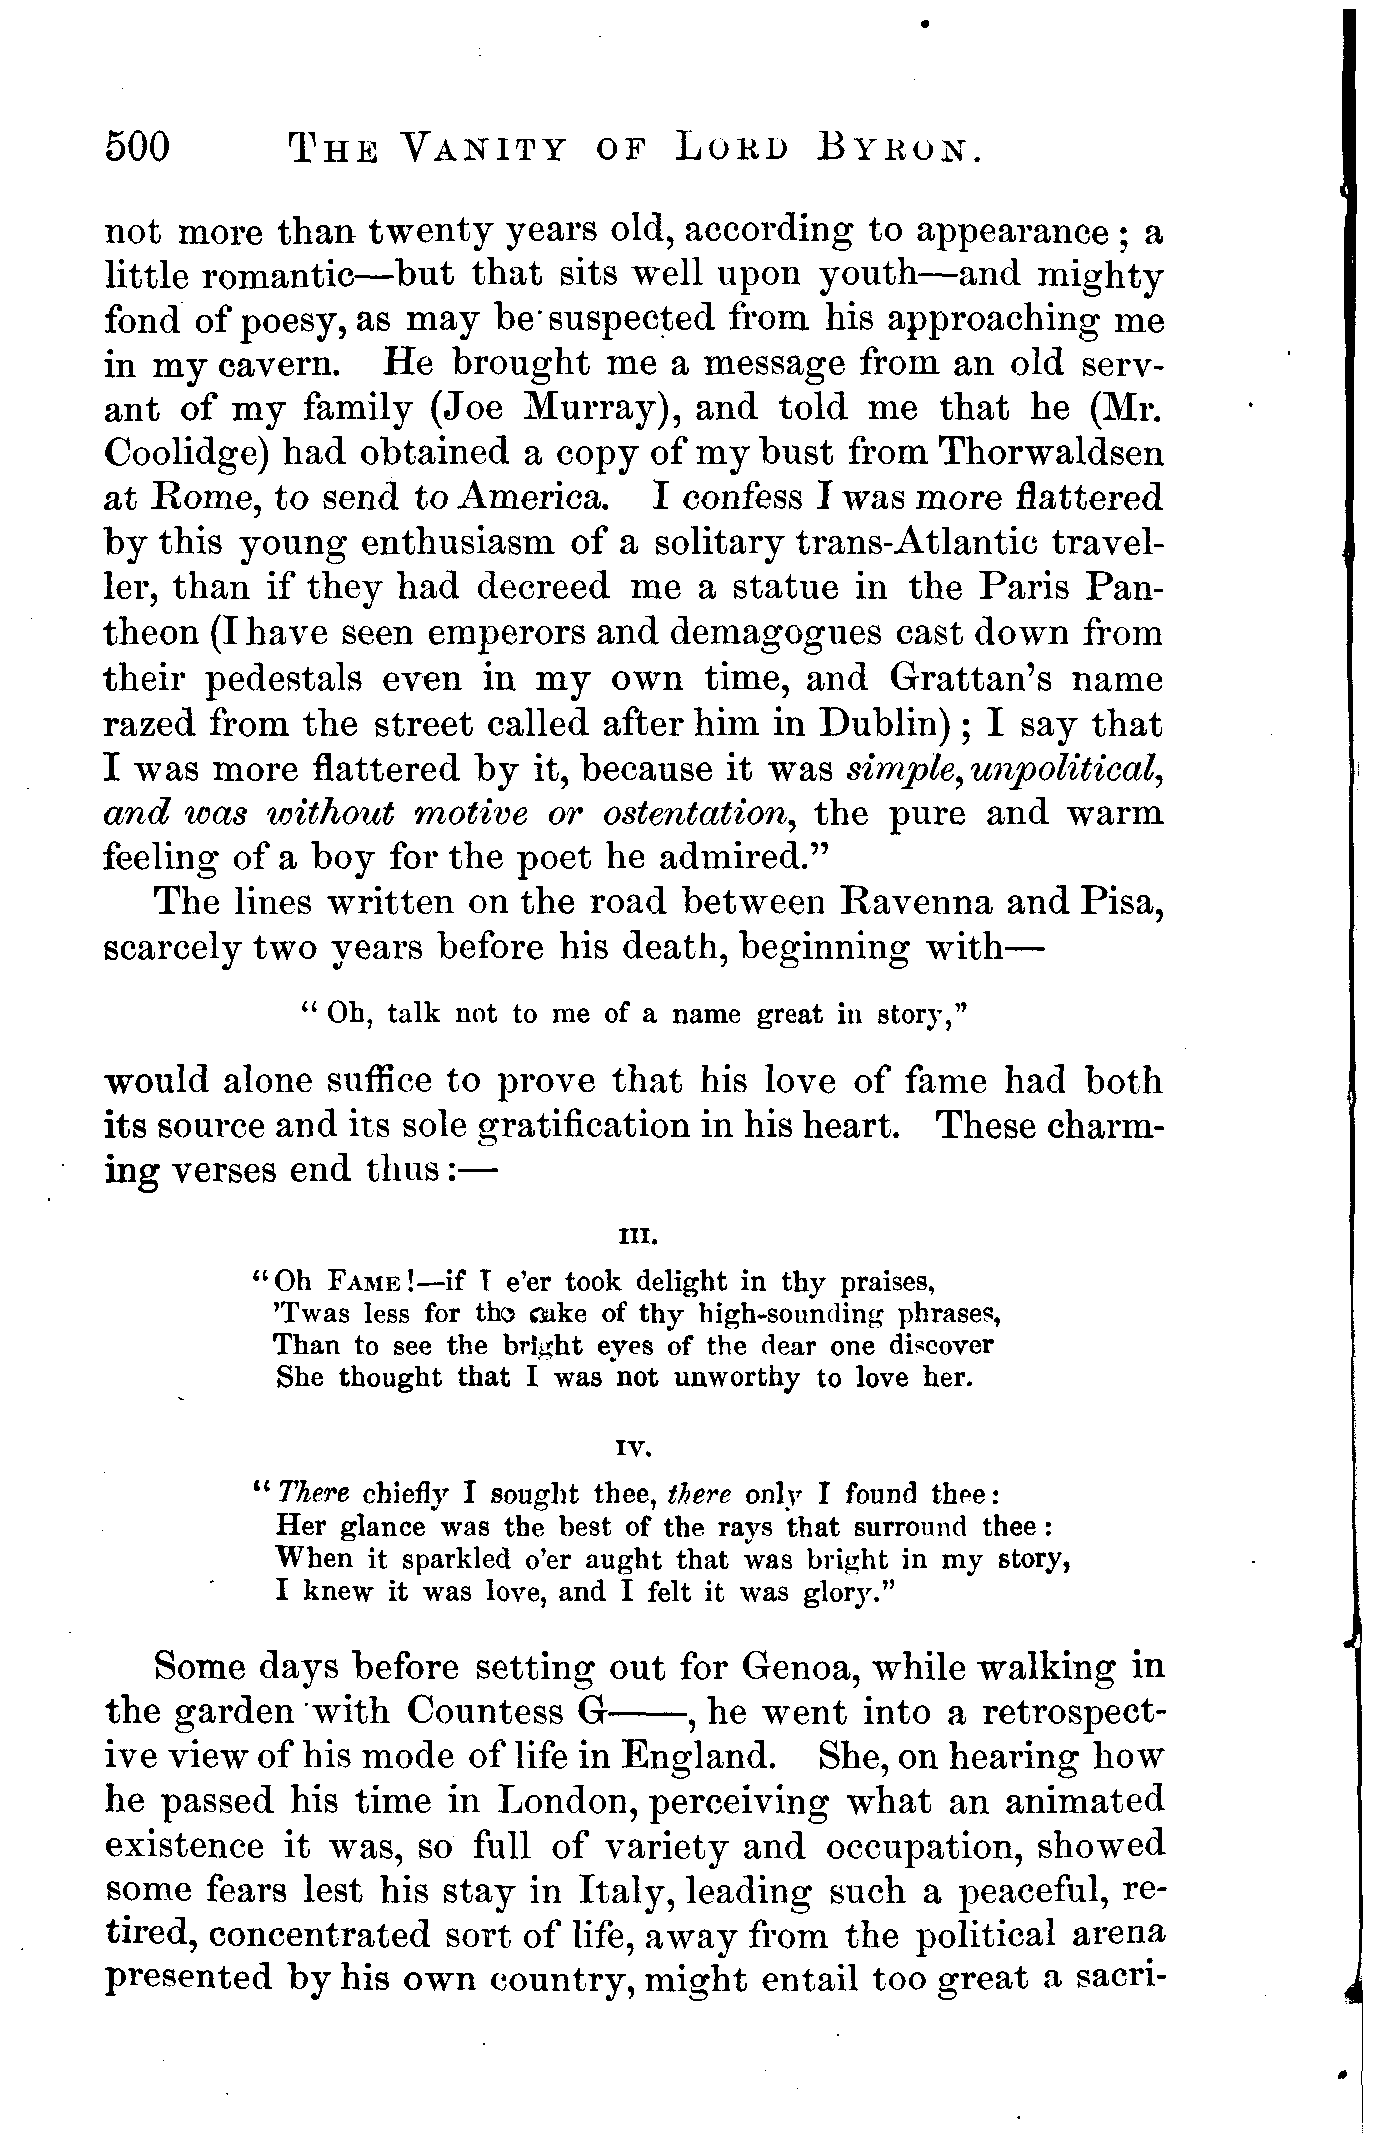 500 THE VANITY OF LORD BYRON.
not more than twenty years old, according to appearance; a
little romantic—but that sits well upon youth—and mighty
fond of poesy, as may be suspected from his approaching me
in my cavern. He brought me a message from an old serv-
ant of my family (Joe Murray), and told me that he (Mr.
Coolidge) had obtained a copy of my bust from Thorwaldsen
at Rome, to send to America. I confess I was more flattered
by this young enthusiasm of a solitary trans-Atlantic travel-
ler, than if they had decreed me a statue in the Paris Pan-
theon (I have seen emperors and demagogues cast down from
their pedestals even in my own time, and Grattan's name
razed from the street called after him in Dublin); I say that
I was more flattered by it, because it was simple, unpolitical,
and was without motive or ostentation, the pure and warm
feeling of a boy for the poet he admired."
The lines written on the road between Ravenna and Pisa,
scarcely two years before his death, beginning with—
"Oh, talk not to me of a name great in story,"
would alone suffice to prove that his love of fame had both
its source and its sole gratification in his heart. These charm-
ing verses end thus:—
III.
"Oh FAME!—if I e'er took delight in thy praises,
'Twas less for the sake of thy high-sounding phrases,
Than to see the bright eyes of the dear one discover
She thought that I was not unworthy to love her.
IV.
"There chiefly I sought thee, there only I found thee:
Her glance was the best of the rays that surround thee:
When it sparkled o'er aught that was bright in my story,
I knew it was love, and I felt it was glory."
Some days before setting out for Genoa, while walking in
the garden with Countess G——, he went into a retrospect-
ive view of his mode of life in England. She, on hearing how
he passed his time in London, perceiving what an animated
existence it was, so full of variety and occupation, showed
some fears lest his stay in Italy, leading such a peaceful, re-
tired, concentrated sort of life, away from the political arena
presented by his own country, might entail too great a sacri-